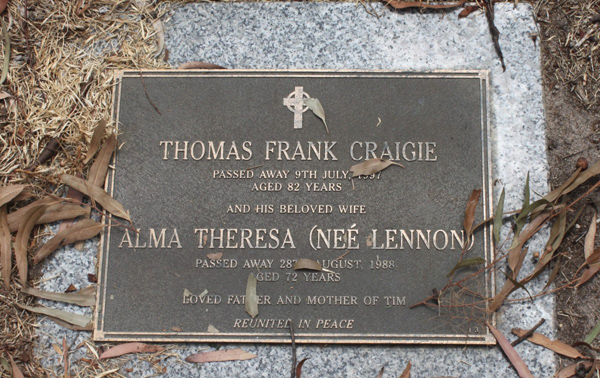 THOMAS FRANK CRAIGIE
PASSED AWAY 9TH JULY, 1997
AGED 82 YEARS
AND HIS BELOVED WIFE
ALMA THERESA (NEÉ LENNON)
PASSED AWAY 28TH AUGUST, 1988
AGED 72 YEARS
LOVED FATHER AND MOTHER OF TIM
REUNITED IN PEACE